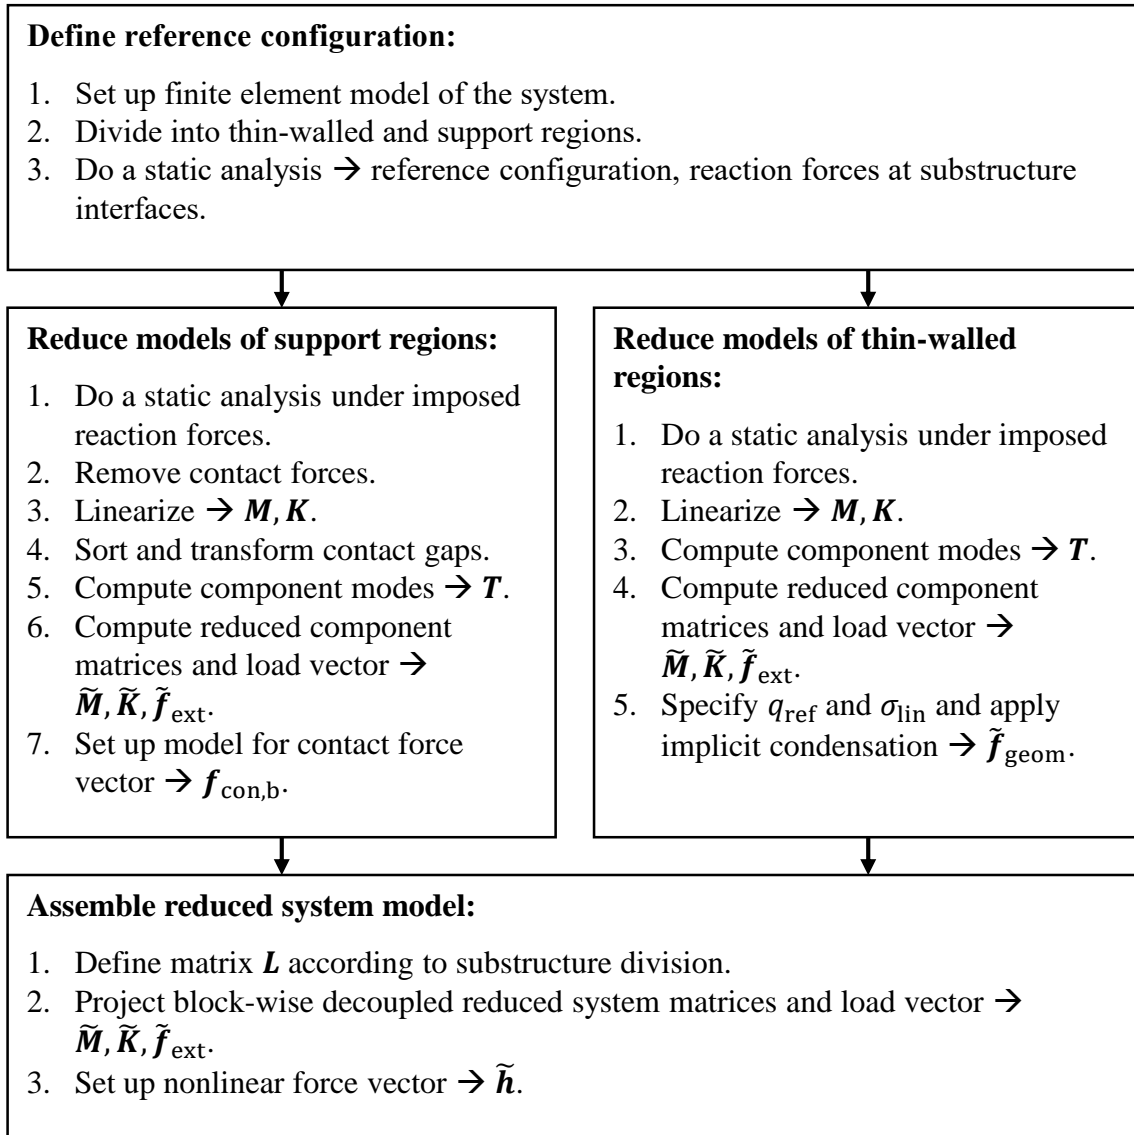 Define reference configuration:
1. Set up finite element model of the system.
2. Divide into thin-walled and support regions.
3. Do a static analysis → reference configuration, reaction forces at substructure
interfaces.
Reduce models of support regions:
1. Do a static analysis under imposed
reaction forces.
2. Remove contact forces.
3. Linearize → M, K.
4. Sort and transform contact gaps.
5. Compute component modes → T.
6. Compute reduced component
matrices and load vector →
M̃, K̃, f̃ext.
7. Set up model for contact force
vector → fcon,b.
Reduce models of thin-walled
regions:
1. Do a static analysis under imposed
reaction forces.
2. Linearize → M, K.
3. Compute component modes → T.
4. Compute reduced component
matrices and load vector →
M̃, K̃, f̃ext.
5. Specify qref and σlin and apply
implicit condensation → f̃geom.
Assemble reduced system model:
1. Define matrix L according to substructure division.
2. Project block-wise decoupled reduced system matrices and load vector →
M̃, K̃, f̃ext.
3. Set up nonlinear force vector → h̃.